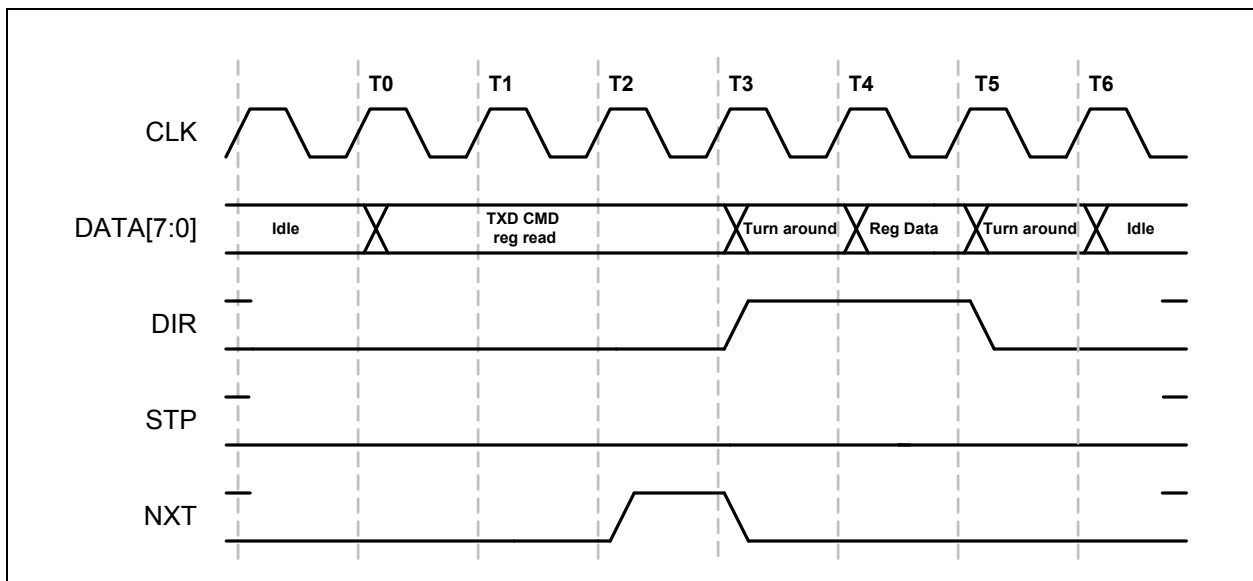 T0 T1 T2 T3 T4 T5 T6
CLK
DATA[7:0] Idle TXD CMD Turn around Reg Data Turn around Idle
reg read
DIR
STP
NXT